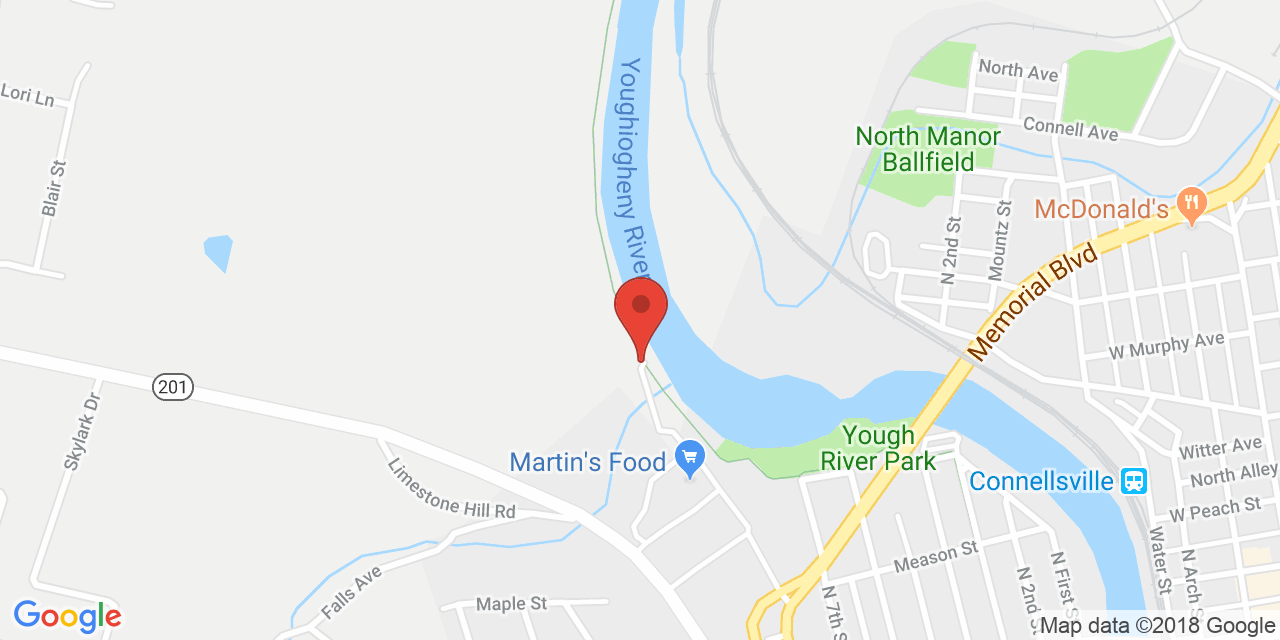 Lori Ln
Blair St
Youghiogheny River
North Ave
Connell Ave
North Manor
Ballfield
McDonald's
N 2nd St
Mountz St
Memorial Blvd
W Murphy Ave
201
Skylark Dr
Limestone Hill Rd
Martin's Food
Yough
River Park
Connellsville
Witter Ave
North Alley
W Peach St
Water St
N Arch St
Meason St
N First S
N 2nd St
N 7th S
Falls Ave
Maple St
Google
Map data ©2018 Google